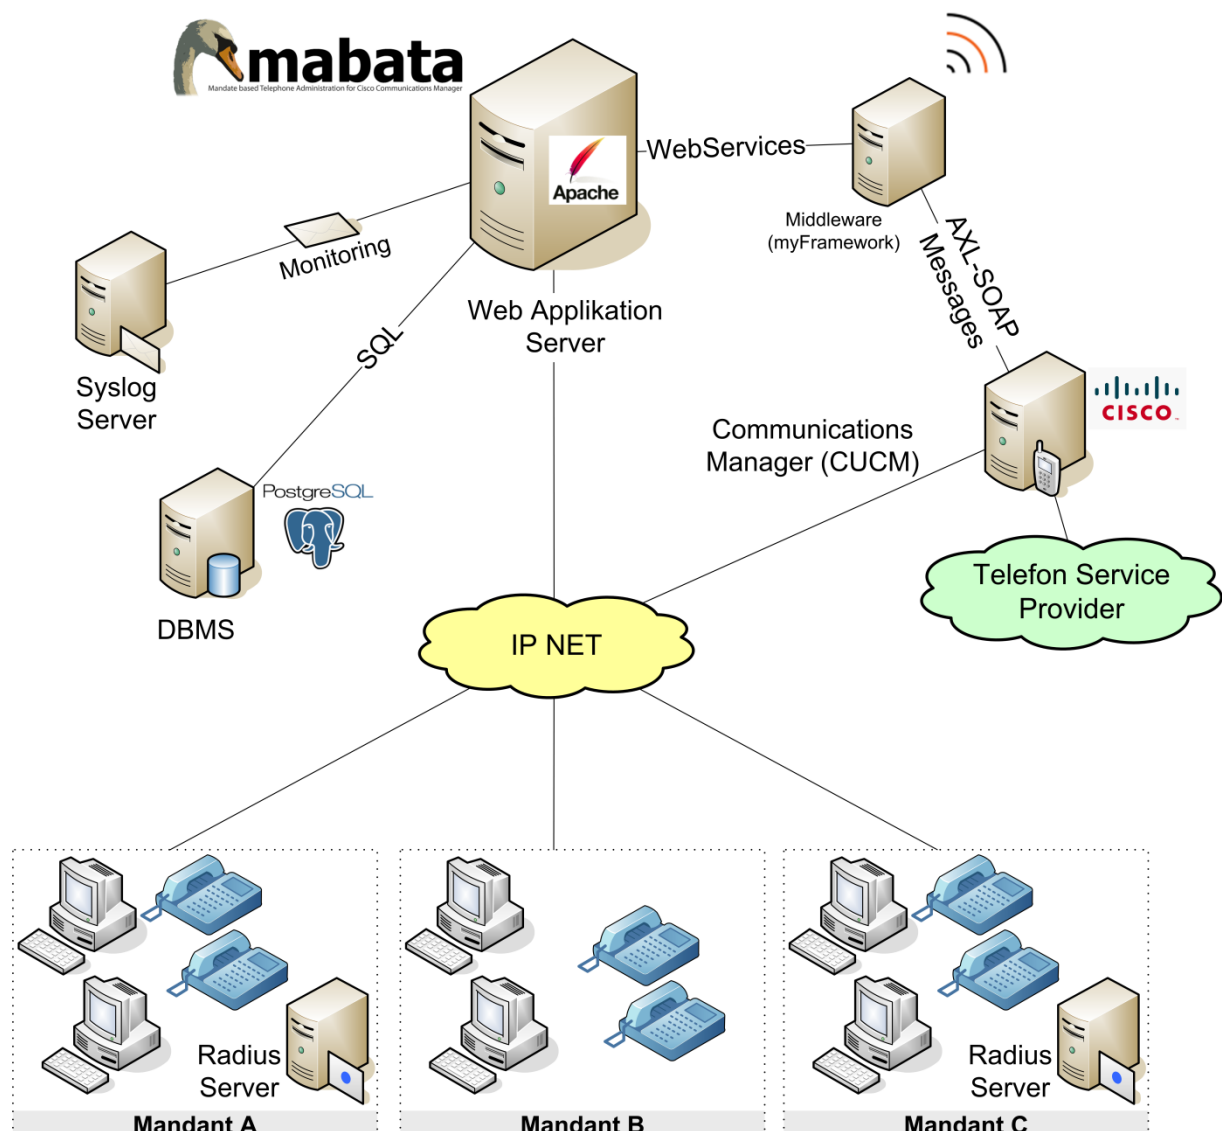 mabata
Mandate based Telephone Administration for Cisco Communications Manager
Apache
WebServices
Middleware
(myFramework)
AXL-SOAP
Messages
Monitoring
Web Applikation
Server
SQL
Syslog
Server
CISCO
Communications
Manager (CUCM)
PostgreSQL
DBMS
Telefon Service
Provider
IP NET
Radius
Server
Radius
Server
Mandant A
Mandant B
Mandant C